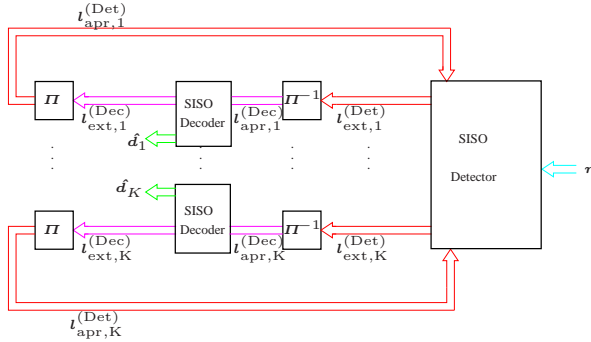 l_{apr,1}^{(Det)}
Π
SISO
Decoder
Π^{-1}
l_{ext,1}^{(Dec)}
l_{apr,1}^{(Dec)}
l_{ext,1}^{(Det)}
\hat{d}_1
SISO
Detector
r
\hat{d}_K
SISO
Decoder
Π
Π^{-1}
l_{ext,K}^{(Dec)}
l_{apr,K}^{(Dec)}
l_{ext,K}^{(Det)}
l_{apr,K}^{(Det)}